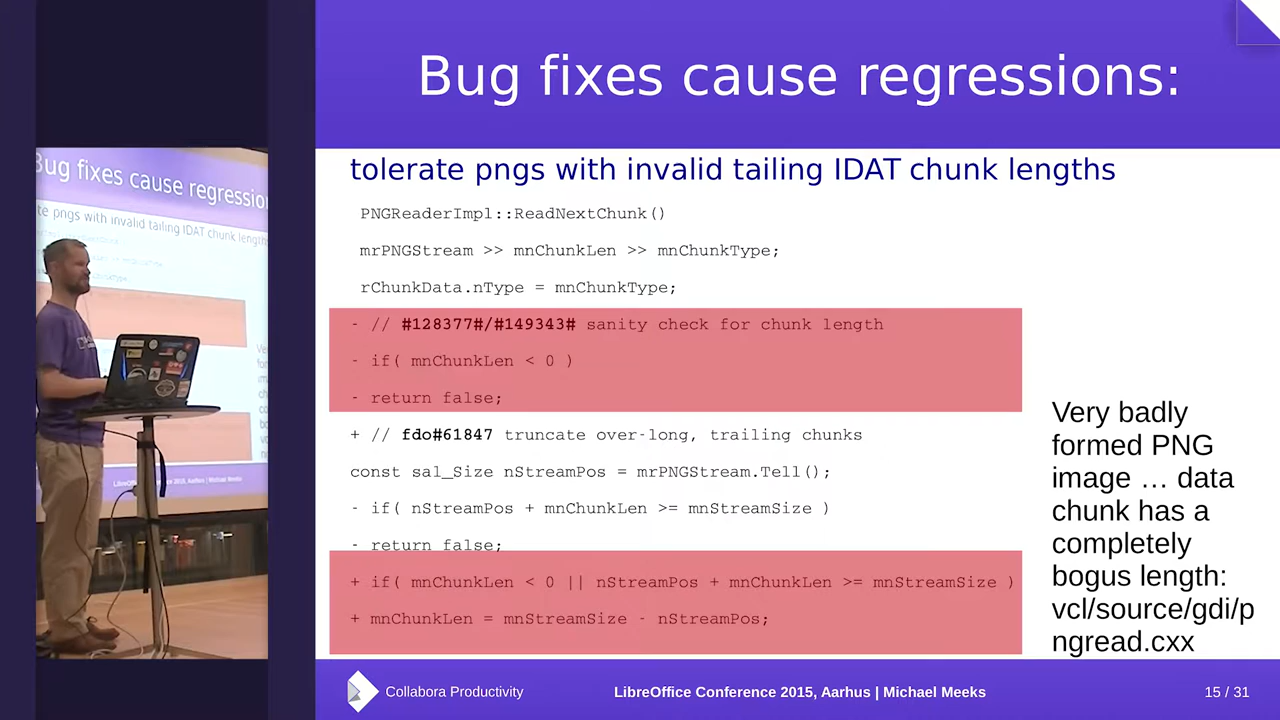 Bug fixes cause regressions:
tolerate pngs with invalid tailing IDAT chunk lengths
PNGReaderImpl::ReadNextChunk()
mrPNGStream >> mnChunkLen >> mnChunkType;
rChunkData.nType = mnChunkType;
- // #128377#/#149343# sanity check for chunk length
- if( mnChunkLen < 0 )
- return false;
+ // fdo#61847 truncate over-long, trailing chunks
const sal_Size nStreamPos = mrPNGStream.Tell();
- if( nStreamPos + mnChunkLen >= mnStreamSize )
- return false;
+ if( mnChunkLen < 0 || nStreamPos + mnChunkLen >= mnStreamSize )
+ mnChunkLen = mnStreamSize - nStreamPos;
Very badly
formed PNG
image … data
chunk has a
completely
bogus length:
vcl/source/gdi/p
ngread.cxx
Collabora Productivity
LibreOffice Conference 2015, Aarhus | Michael Meeks
15 / 31
Bug fixes cause regressio
te pngs with invalid tailing IDAT chunk length
2015, Aarhus | Michael Meeks